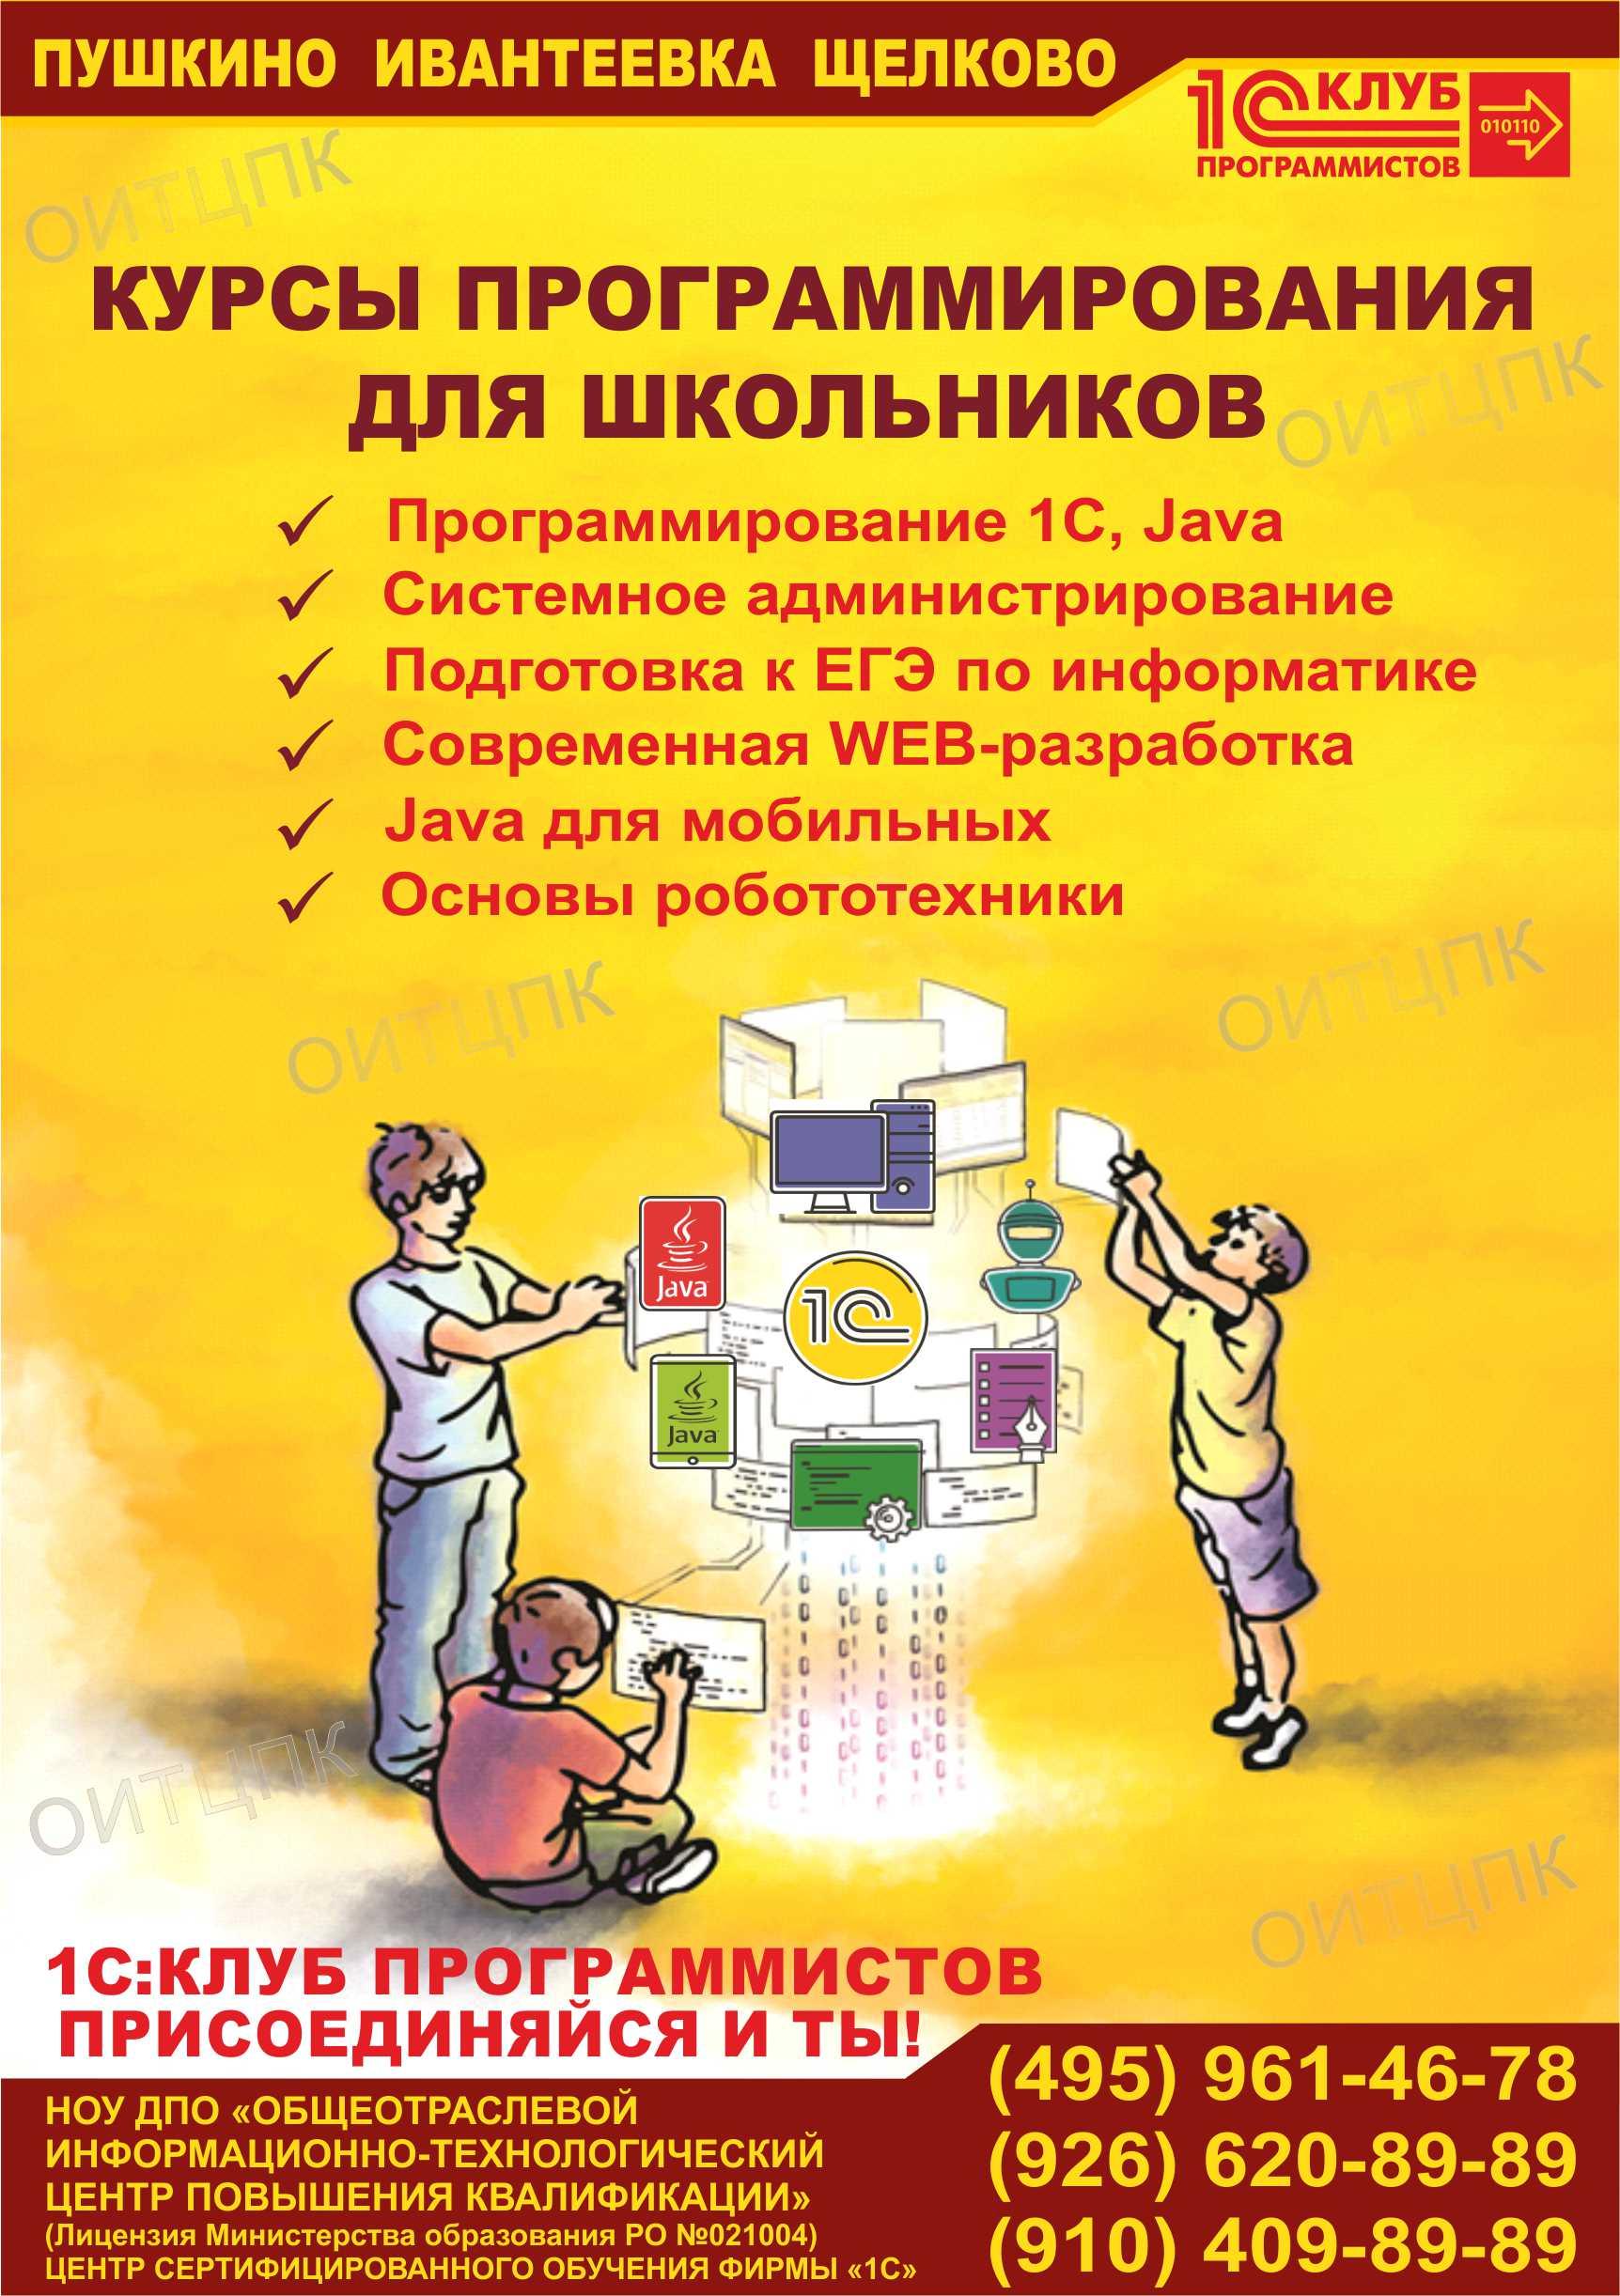 ПУШКИНО ИВАНТЕЕВКА ЩЕЛКОВО
1С КЛУБ
010110
ПРОГРАММИСТОВ
ОИТЦПК
КУРСЫ ПРОГРАММИРОВАНИЯ
ДЛЯ ШКОЛЬНИКОВ
ОИТЦПК
✓ Программирование 1С, Java
✓ Системное администрирование
✓ Подготовка к ЕГЭ по информатике
✓ Современная WEB-разработка
✓ Java для мобильных
✓ Основы робототехники
ОИТЦПК
ОИТЦПК
Java
1С
Java
ОИТЦПК
ОИТЦПК
1С:КЛУБ ПРОГРАММИСТОВ
ПРИСОЕДИНЯЙСЯ И ТЫ!
НОУ ДПО «ОБЩЕОТРАСЛЕВОЙ
ИНФОРМАЦИОННО-ТЕХНОЛОГИЧЕСКИЙ
ЦЕНТР ПОВЫШЕНИЯ КВАЛИФИКАЦИИ»
(Лицензия Министерства образования РО №021004)
ЦЕНТР СЕРТИФИЦИРОВАННОГО ОБУЧЕНИЯ ФИРМЫ «1С»
(495) 961-46-78
(926) 620-89-89
(910) 409-89-89